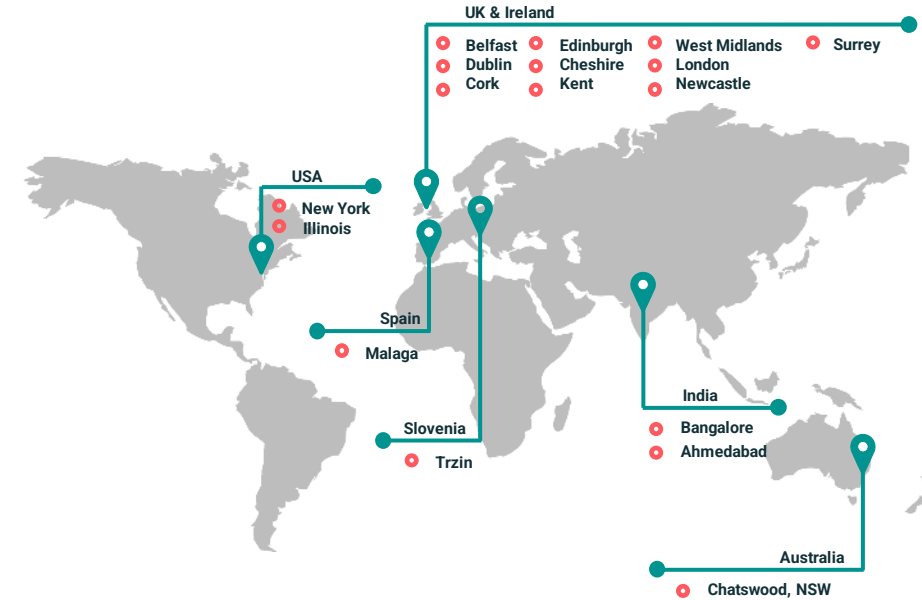 UK & Ireland
Belfast
Dublin
Cork
Edinburgh
Cheshire
Kent
West Midlands
London
Newcastle
Surrey
USA
New York
Illinois
Spain
Malaga
Slovenia
Trzin
India
Bangalore
Ahmedabad
Australia
Chatswood, NSW